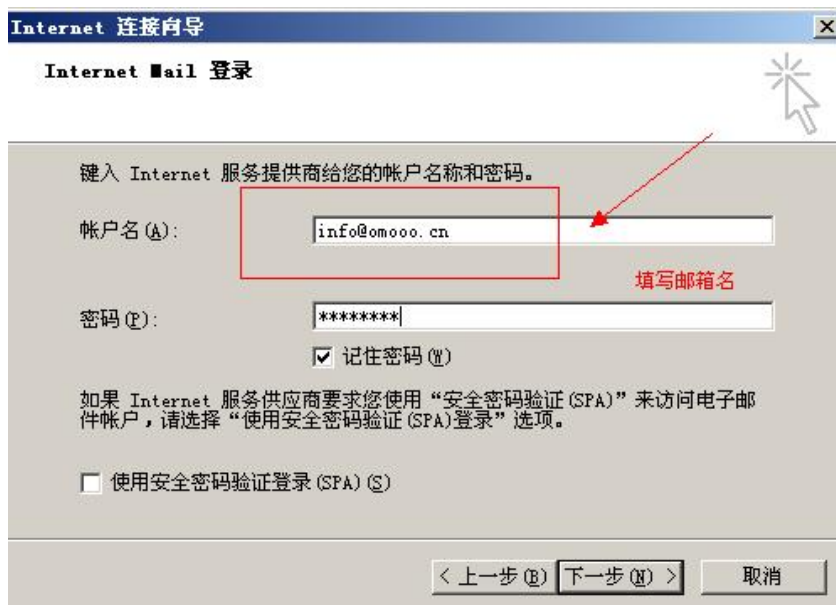 Internet 连接向导
Internet Mail 登录
键入 Internet 服务提供商给您的帐户名称和密码。
帐户名(A):
info@omooo.cn
填写邮箱名
密码(P):
********
记住密码(W)
如果 Internet 服务供应商要求您使用“安全密码验证(SPA)”来访问电子邮
件帐户，请选择“使用安全密码验证(SPA)登录”选项。
使用安全密码验证登录(SPA)(S)
< 上一步(B) 下一步(N) > 取消